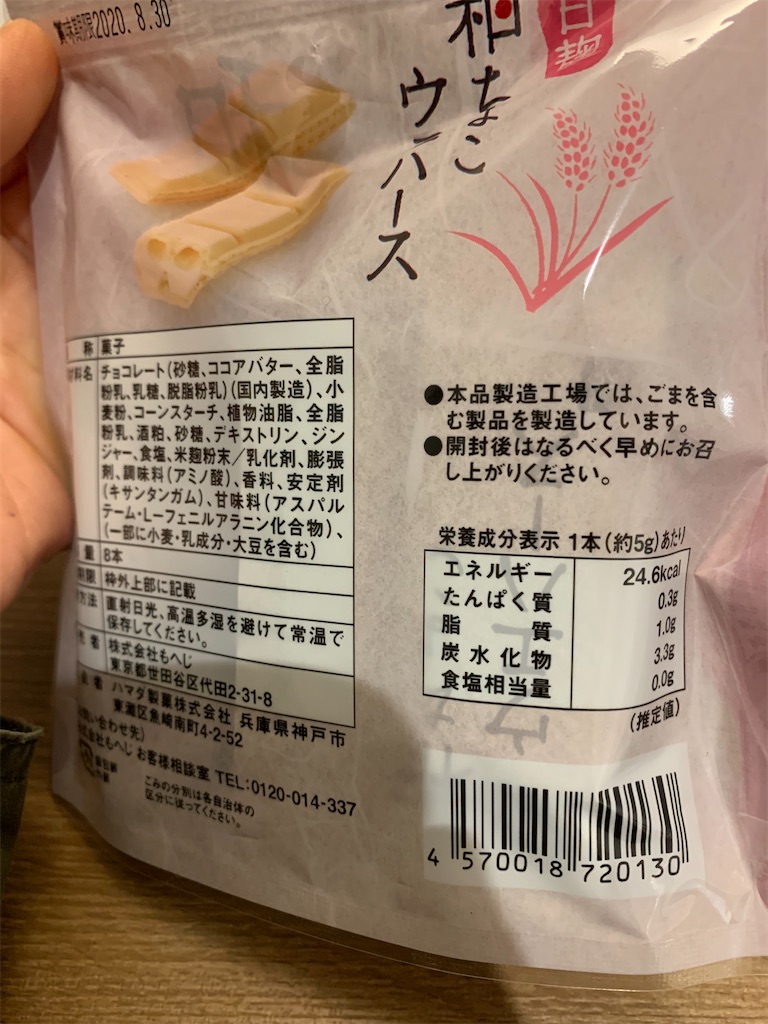 賞味期限2020.8.30
甘麹
和ちょこ
ウハース
称 菓子
材料名 チョコレート(砂糖、ココアバター、全脂
粉乳、乳糖、脱脂粉乳)(国内製造)、小
麦粉、コーンスターチ、植物油脂、全脂
粉乳、酒粕、砂糖、デキストリン、ジン
ジャー、食塩、米麹粉末/乳化剤、膨張
剤、調味料(アミノ酸)、香料、安定剤
(キサンタンガム)、甘味料(アスパル
テーム・L-フェニルアラニン化合物)、
(一部に小麦・乳成分・大豆を含む)
量 8本
期限 枠外上部に記載
方法 直射日光、高温多湿を避けて常温で
保存してください。
者 株式会社もへじ
東京都世田谷区代田2-31-8
者 ハマダ製菓株式会社 兵庫県神戸市
東灘区魚崎南町4-2-52
問い合わせ先)
式会社もへじ お客様相談室 TEL:0120-014-337
ごみの分別は各自治体の
区分に従ってください。
●本品製造工場では、ごまを含
む製品を製造しています。
●開封後はなるべく早めにお召
し上がりください。
栄養成分表示 1本(約5g)あたり
エネルギー 24.6kcal
たんぱく質 0.3g
脂質 1.0g
炭水化物 3.3g
食塩相当量 0.0g
(推定値)
4 570018 720130